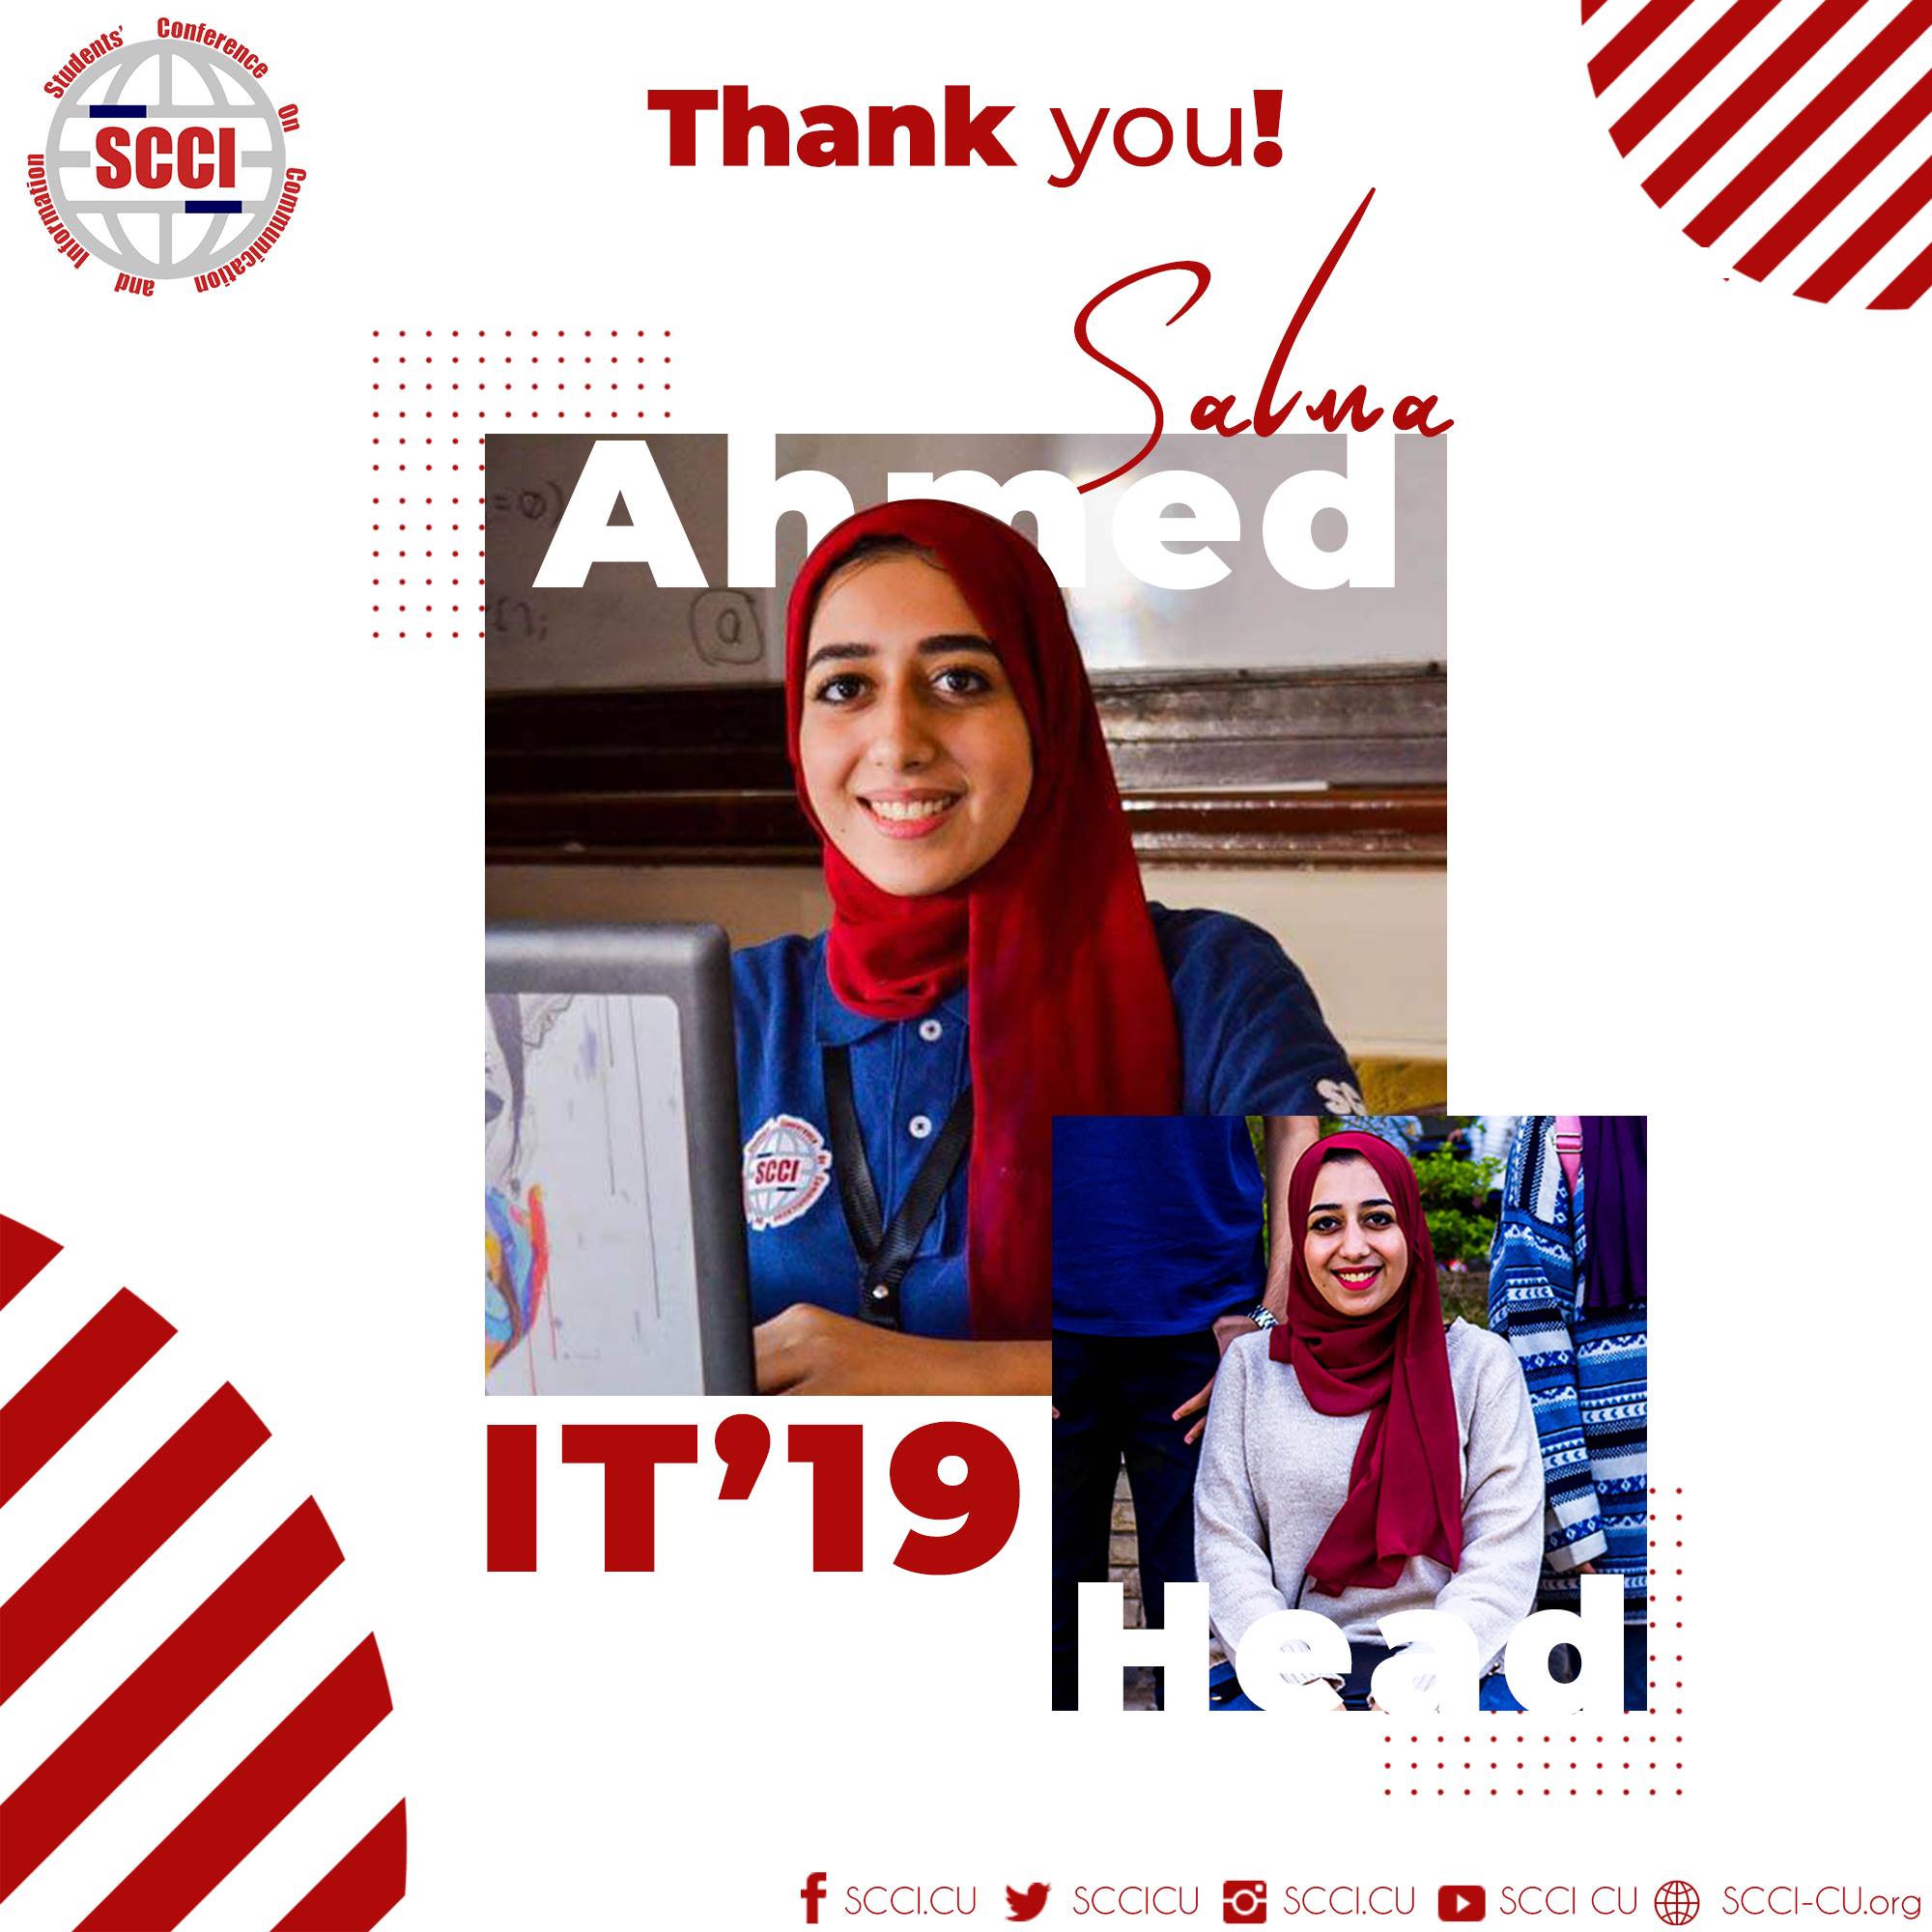 Students' Conference On Communication and Information
SCCI
Thank you!
Salma
Ahmed
SCCI
IT'19
Head
SCCI.CU SCCICU SCCI.CU SCCI CU SCCI-CU.org